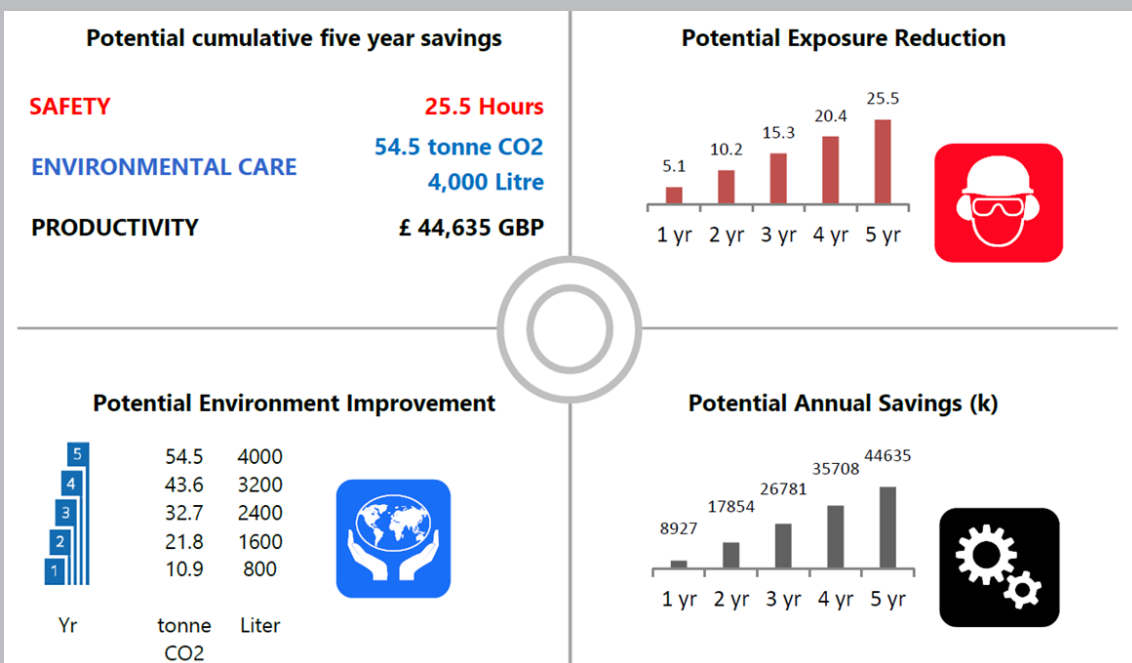 Potential cumulative five year savings
SAFETY 25.5 Hours
ENVIRONMENTAL CARE 54.5 tonne CO2
4,000 Litre
PRODUCTIVITY £ 44,635 GBP
Potential Exposure Reduction
5.1 10.2 15.3 20.4 25.5
1 yr 2 yr 3 yr 4 yr 5 yr
Potential Environment Improvement
5 54.5 4000
4 43.6 3200
3 32.7 2400
2 21.8 1600
1 10.9 800
Yr tonne Liter
CO2
Potential Annual Savings (k)
8927 17854 26781 35708 44635
1 yr 2 yr 3 yr 4 yr 5 yr